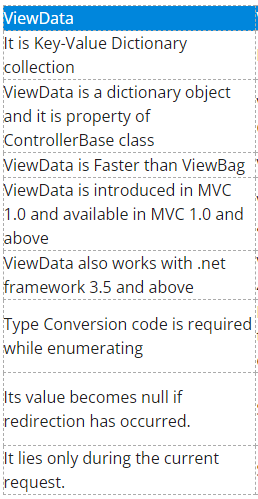 ViewData
It is Key-Value Dictionary
collection
ViewData is a dictionary object
and it is property of
ControllerBase class
ViewData is Faster than ViewBag
ViewData is introduced in MVC
1.0 and available in MVC 1.0 and
above
ViewData also works with .net
framework 3.5 and above
Type Conversion code is required
while enumerating
Its value becomes null if
redirection has occurred.
It lies only during the current
request.